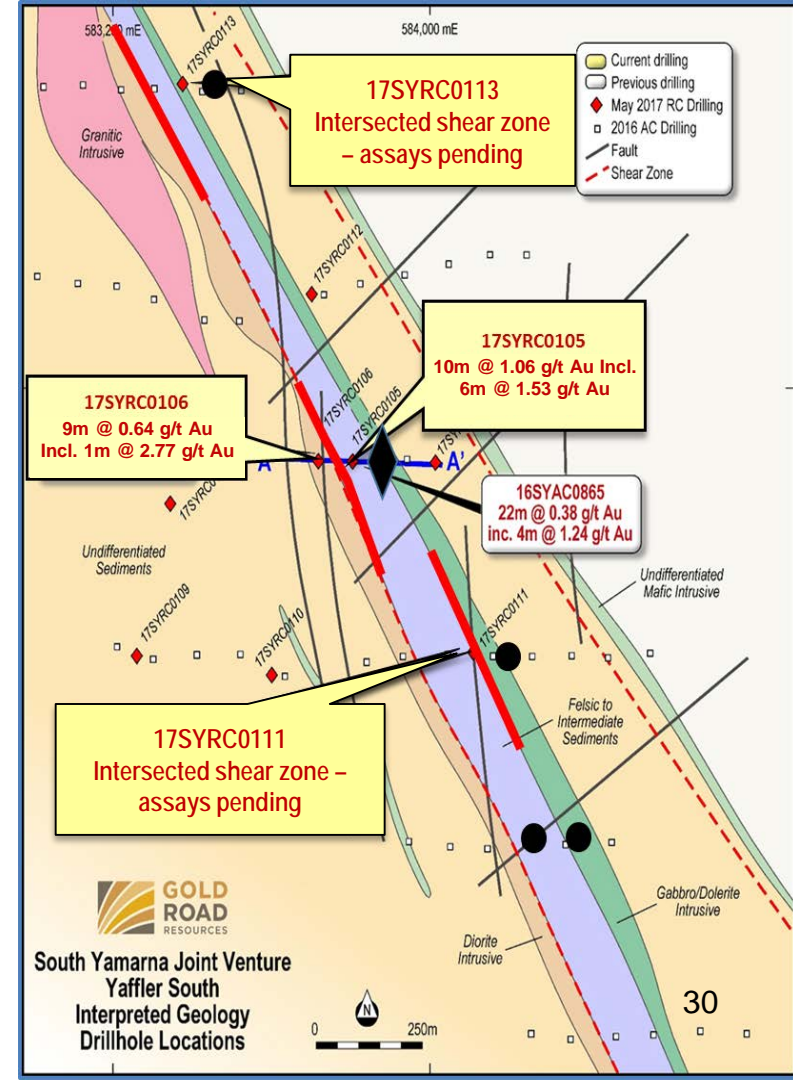 583,2 mE
584,000 mE
17SYRC0113
17SYRC0113
Intersected shear zone
– assays pending
Current drilling
Previous drilling
May 2017 RC Drilling
2016 AC Drilling
Fault
Shear Zone
Granitic
Intrusive
17SYRC0112
17SYRC0105
10m @ 1.06 g/t Au Incl.
6m @ 1.53 g/t Au
17SYRC0106
17SYRC0105
17SYRC0106
9m @ 0.64 g/t Au
Incl. 1m @ 2.77 g/t Au
A
A'
16SYAC0865
22m @ 0.38 g/t Au
inc. 4m @ 1.24 g/t Au
Undifferentiated
Sediments
Undifferentiated
Mafic Intrusive
17SYRC0109
17SYRC0110
17SYRC0111
Felsic to
Intermediate
Sediments
17SYRC0111
Intersected shear zone –
assays pending
GOLD
ROAD
RESOURCES
Gabbro/Dolerite
Intrusive
Diorite
Intrusive
South Yamarna Joint Venture
Yaffler South
Interpreted Geology
Drillhole Locations
N
0 250m
30